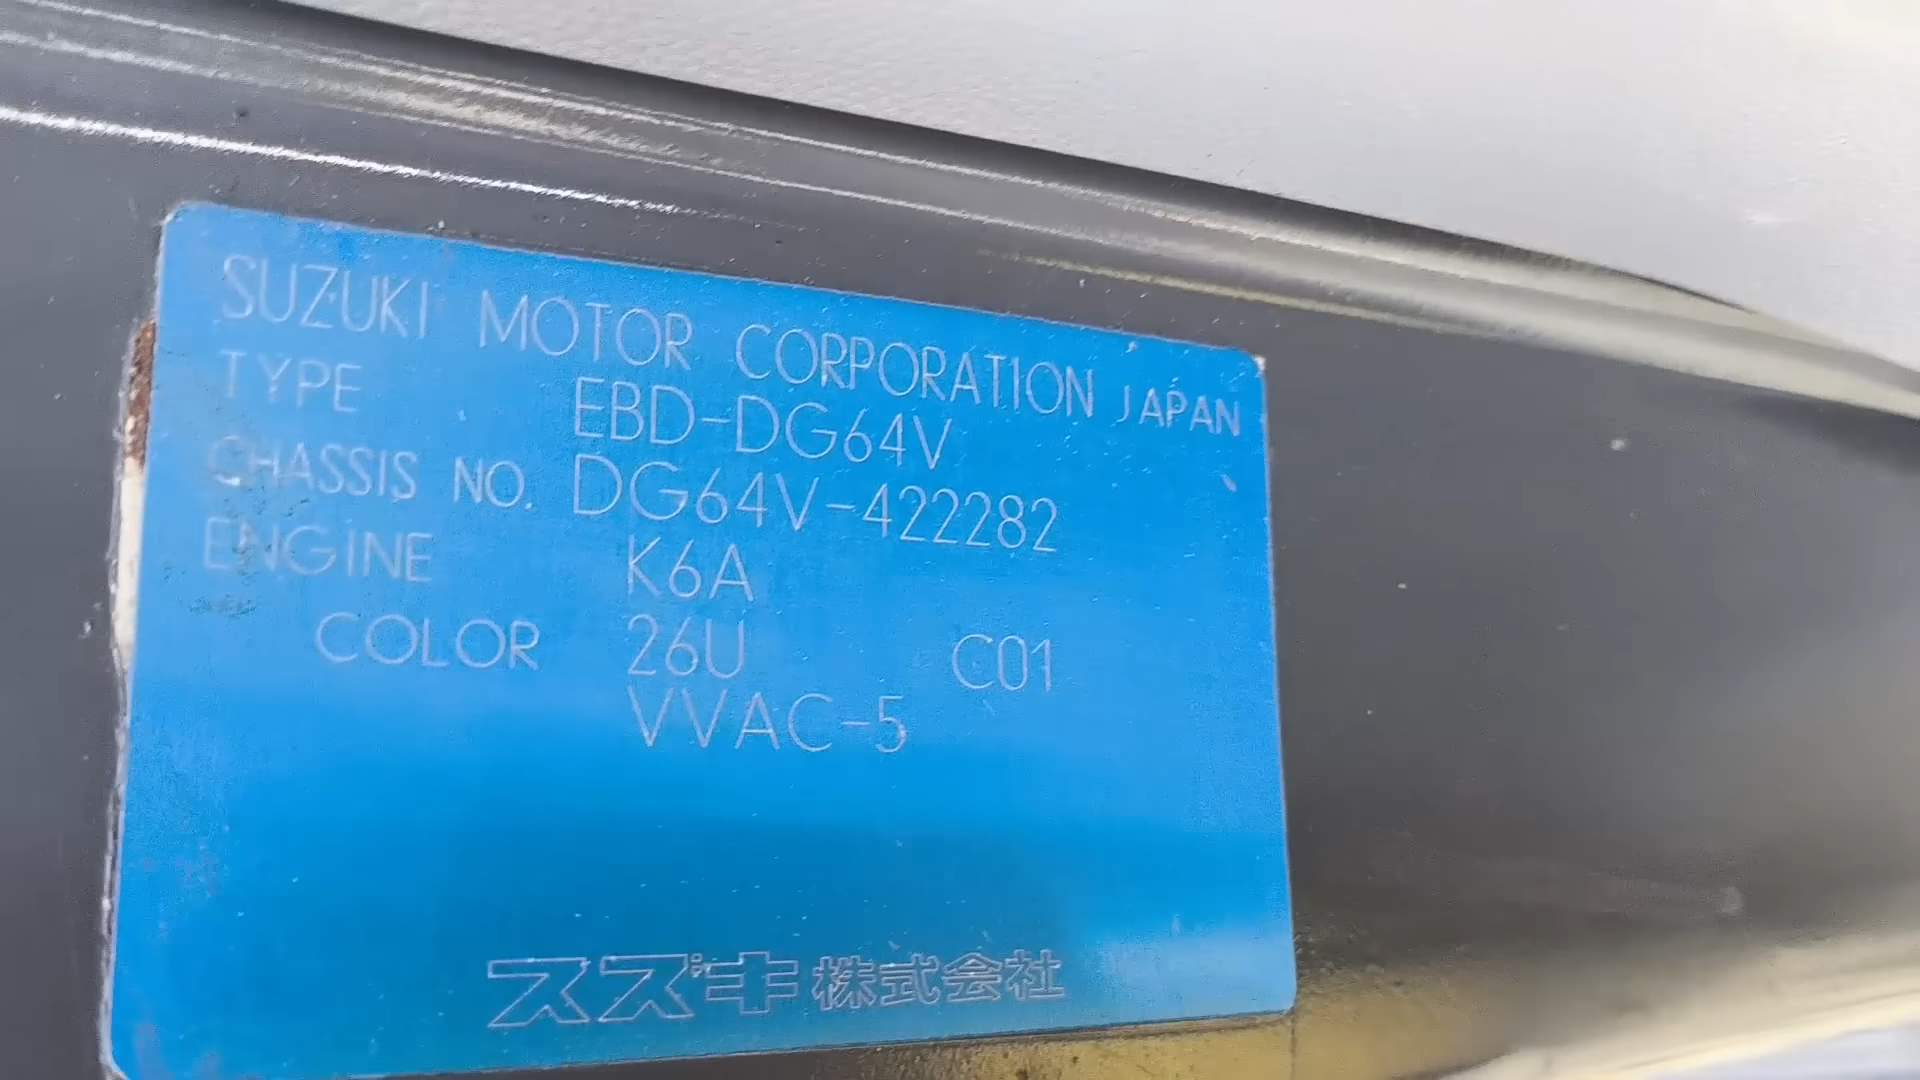 SUZUKI MOTOR CORPORATION JAPAN
TYPE EBD-DG64V
CHASSIS NO. DG64V-422282
ENGINE K6A
COLOR 26U C01
VVAC-5
スズキ株式会社